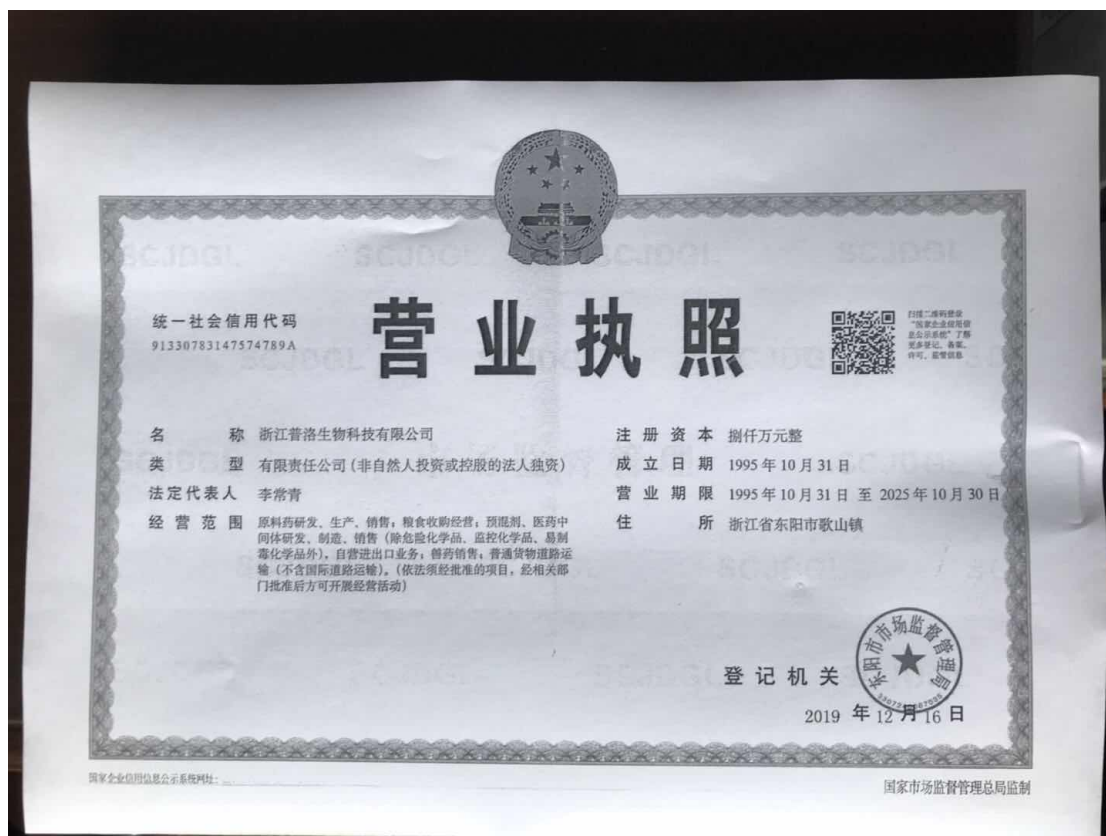 统一社会信用代码
91330783147574789A
营业执照
扫描二维码登录
“国家企业信用信
息公示系统”了解
更多登记、备案、
许可、监管信息
名称 浙江普洛生物科技有限公司
类型 有限责任公司(非自然人投资或控股的法人独资)
法定代表人 李常青
经营范围 原料药研发、生产、销售；粮食收购经营；预混剂、医药中
间体研发、制造、销售（除危险化学品、监控化学品、易制
毒化学品外），自营进出口业务；兽药销售；普通货物道路运
输（不含国际道路运输）。（依法须经批准的项目，经相关部
门批准后方可开展经营活动）
注册资本 捌仟万元整
成立日期 1995年10月31日
营业期限 1995年10月31日 至 2025年10月30日
住所 浙江省东阳市歌山镇
东阳市市场监督管理局
登记机关
2019 年 12 月 16 日
国家企业信用信息公示系统网址：
国家市场监督管理总局监制
SCJDGL SCJDGL SCJDGL SCJDGL